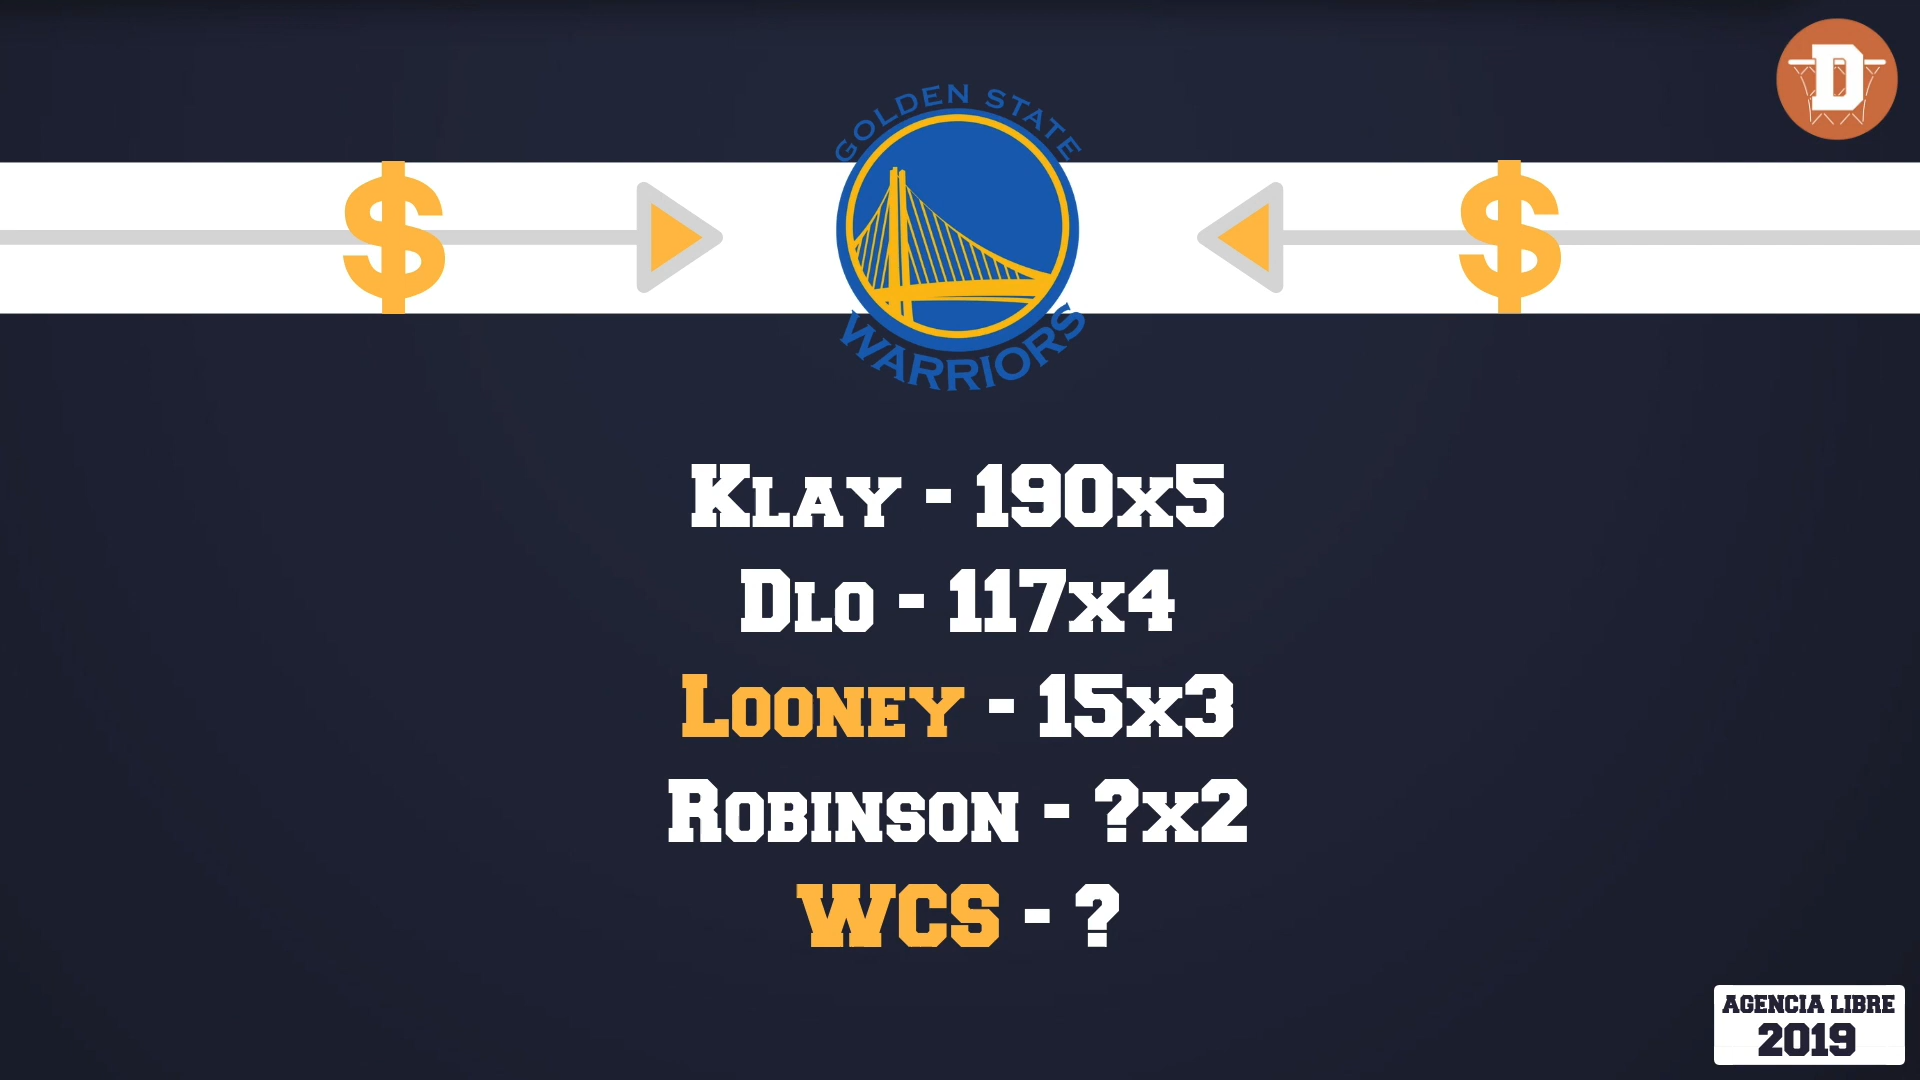 GOLDEN STATE
WARRIORS
D
$
$
KLAY - 190x5
DLO - 117x4
LOONEY - 15x3
ROBINSON - ?x2
WCS - ?
AGENCIA LIBRE
2019